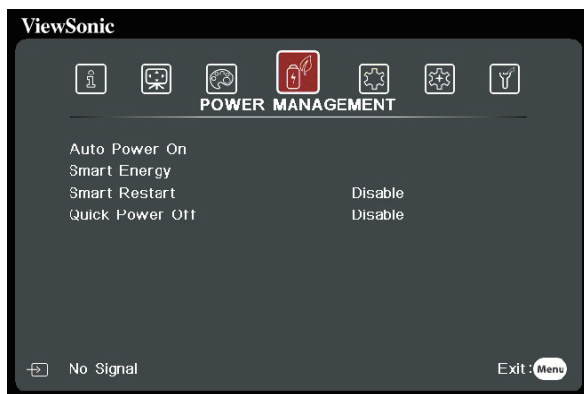 ViewSonic
POWER MANAGEMENT
Auto Power On
Smart Energy
Smart Restart Disable
Quick Power Off Disable
No Signal Exit: Menu